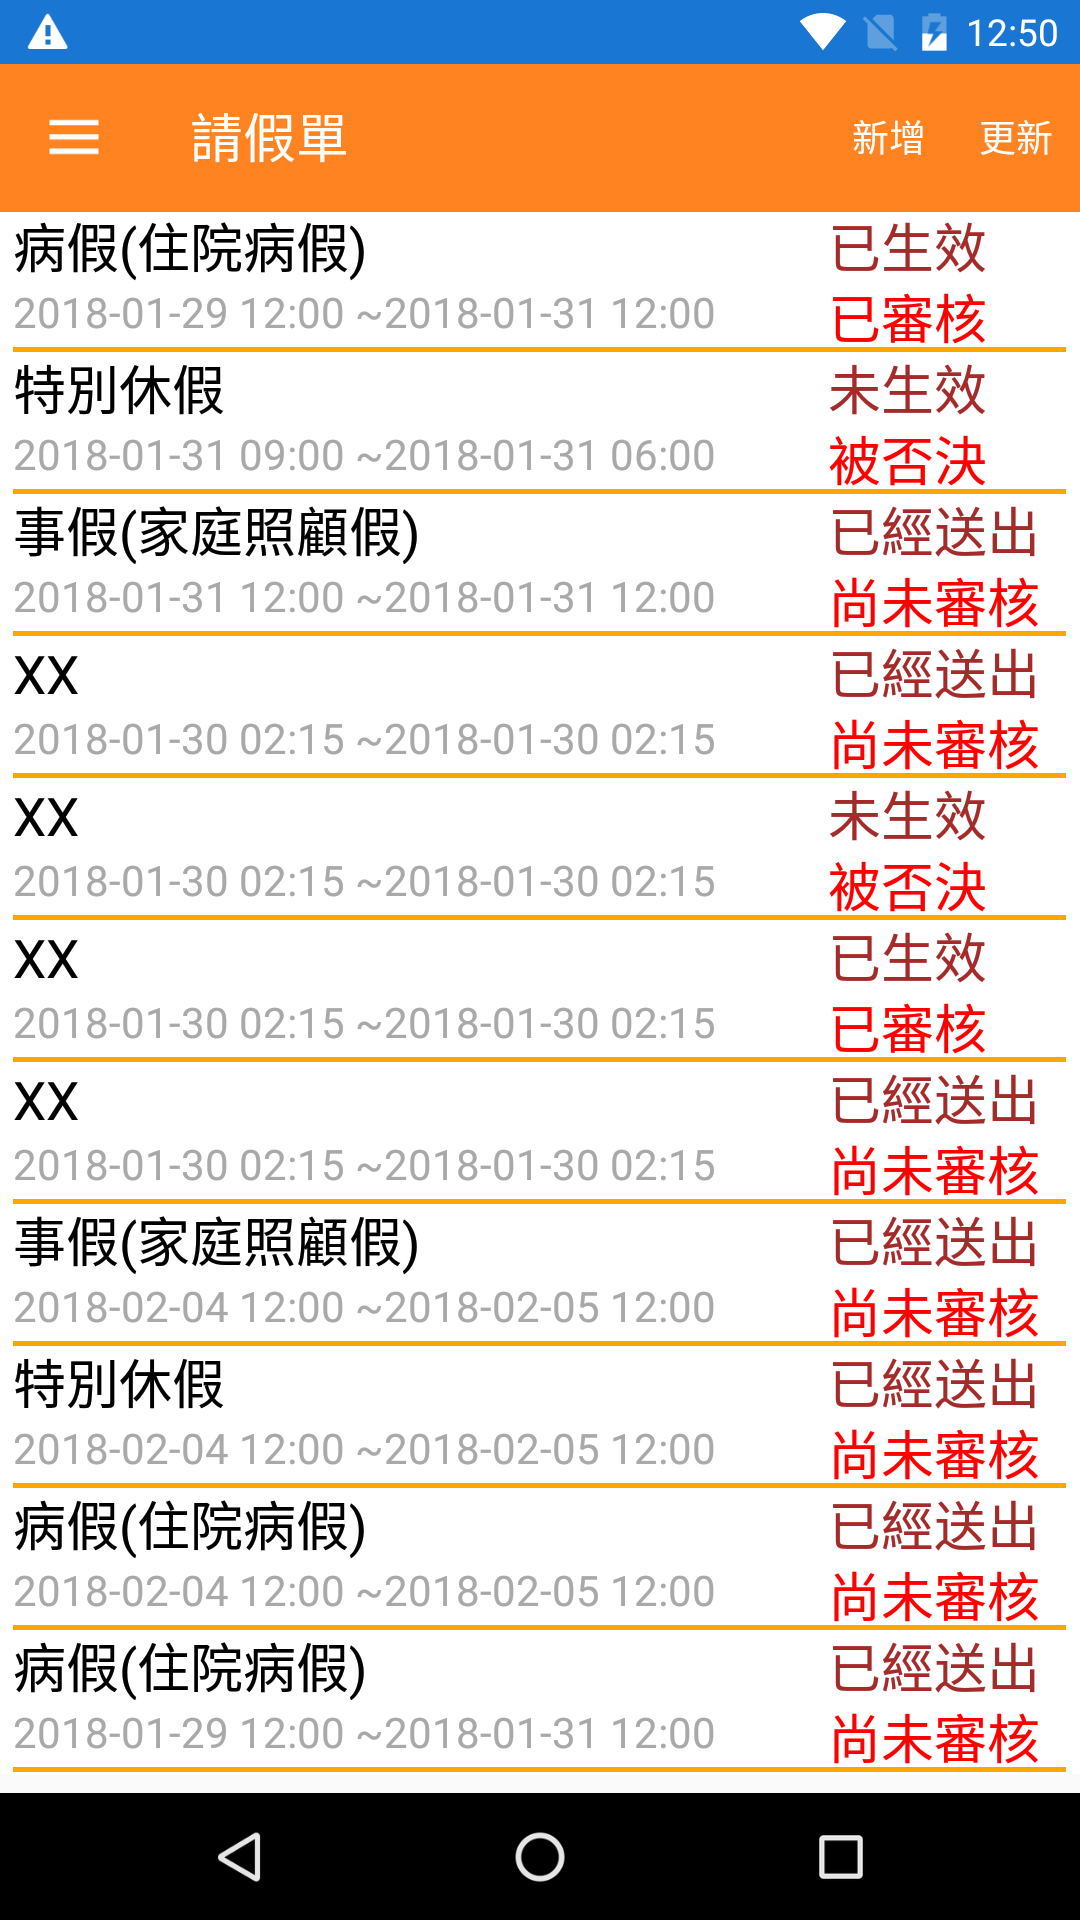 12:50
請假單 新增 更新
病假(住院病假) 已生效
2018-01-29 12:00 ~2018-01-31 12:00 已審核
特別休假 未生效
2018-01-31 09:00 ~2018-01-31 06:00 被否決
事假(家庭照顧假) 已經送出
2018-01-31 12:00 ~2018-01-31 12:00 尚未審核
XX 已經送出
2018-01-30 02:15 ~2018-01-30 02:15 尚未審核
XX 未生效
2018-01-30 02:15 ~2018-01-30 02:15 被否決
XX 已生效
2018-01-30 02:15 ~2018-01-30 02:15 已審核
XX 已經送出
2018-01-30 02:15 ~2018-01-30 02:15 尚未審核
事假(家庭照顧假) 已經送出
2018-02-04 12:00 ~2018-02-05 12:00 尚未審核
特別休假 已經送出
2018-02-04 12:00 ~2018-02-05 12:00 尚未審核
病假(住院病假) 已經送出
2018-02-04 12:00 ~2018-02-05 12:00 尚未審核
病假(住院病假) 已經送出
2018-01-29 12:00 ~2018-01-31 12:00 尚未審核